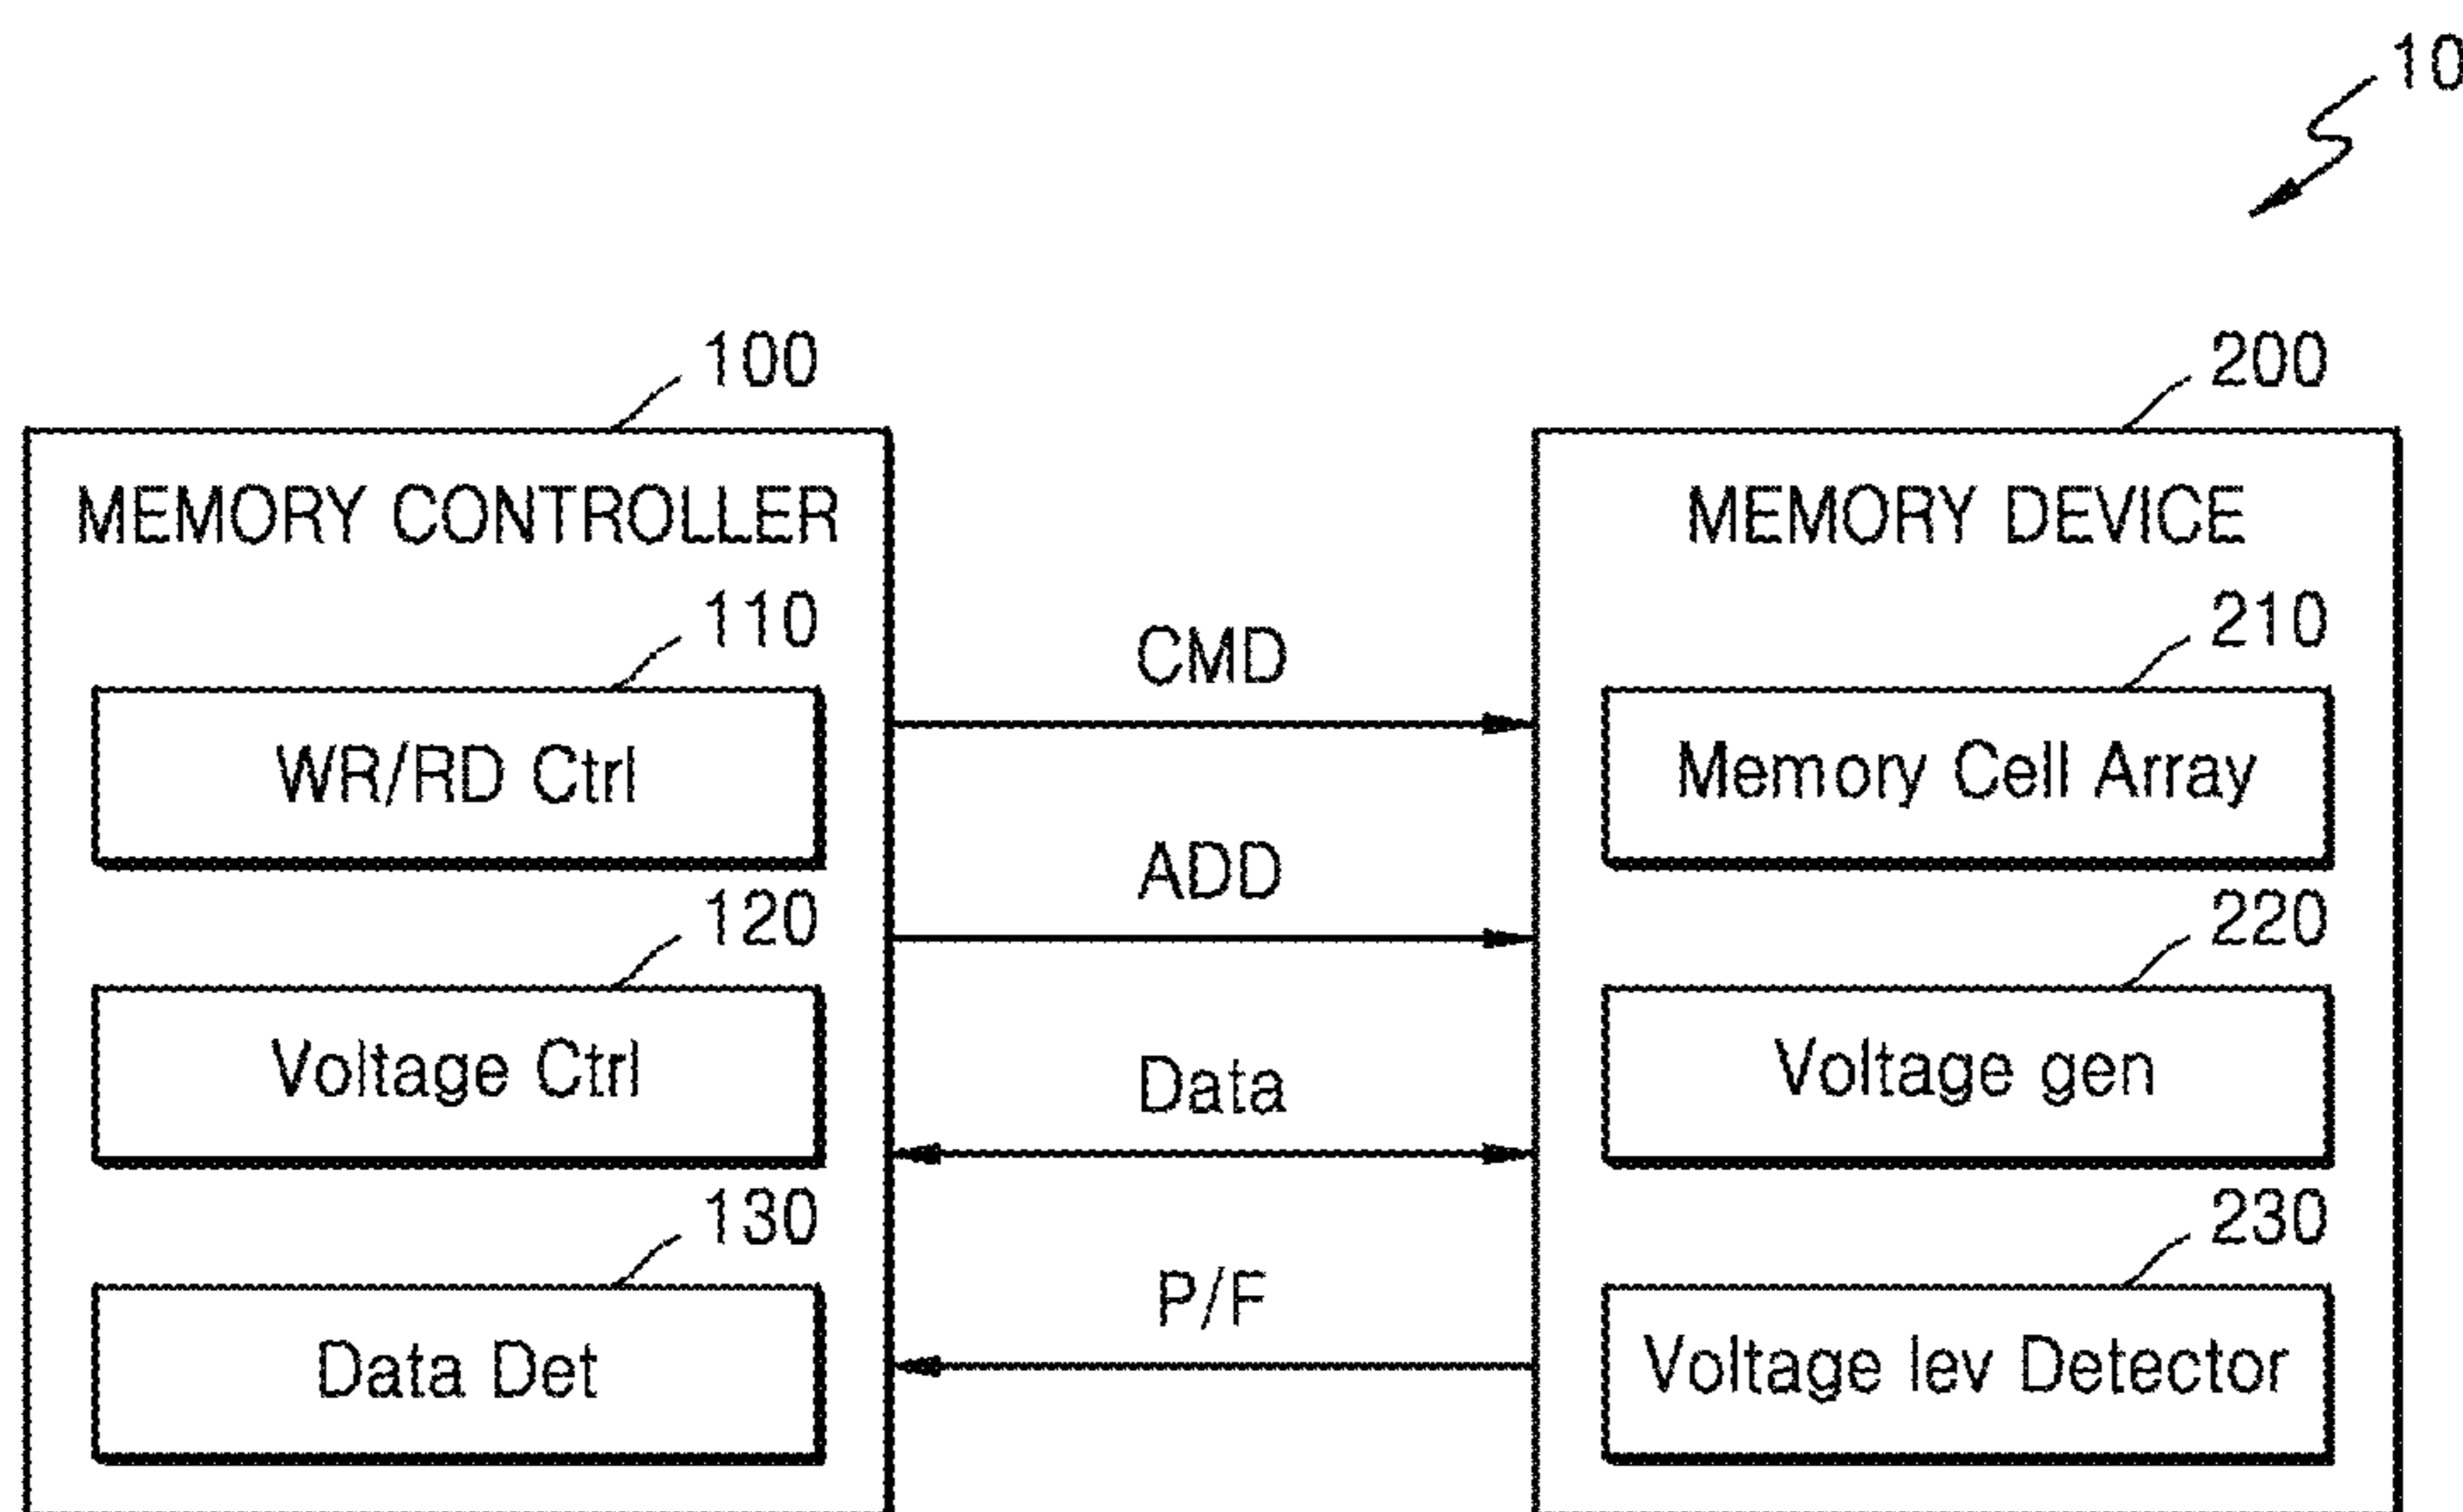 10
100
200
MEMORY CONTROLLER
MEMORY DEVICE
110
210
CMD
WR/RD Ctrl
Memory Cell Array
ADD
120
220
Voltage Ctrl
Data
Voltage gen
130
230
P/F
Data Det
Voltage lev Detector